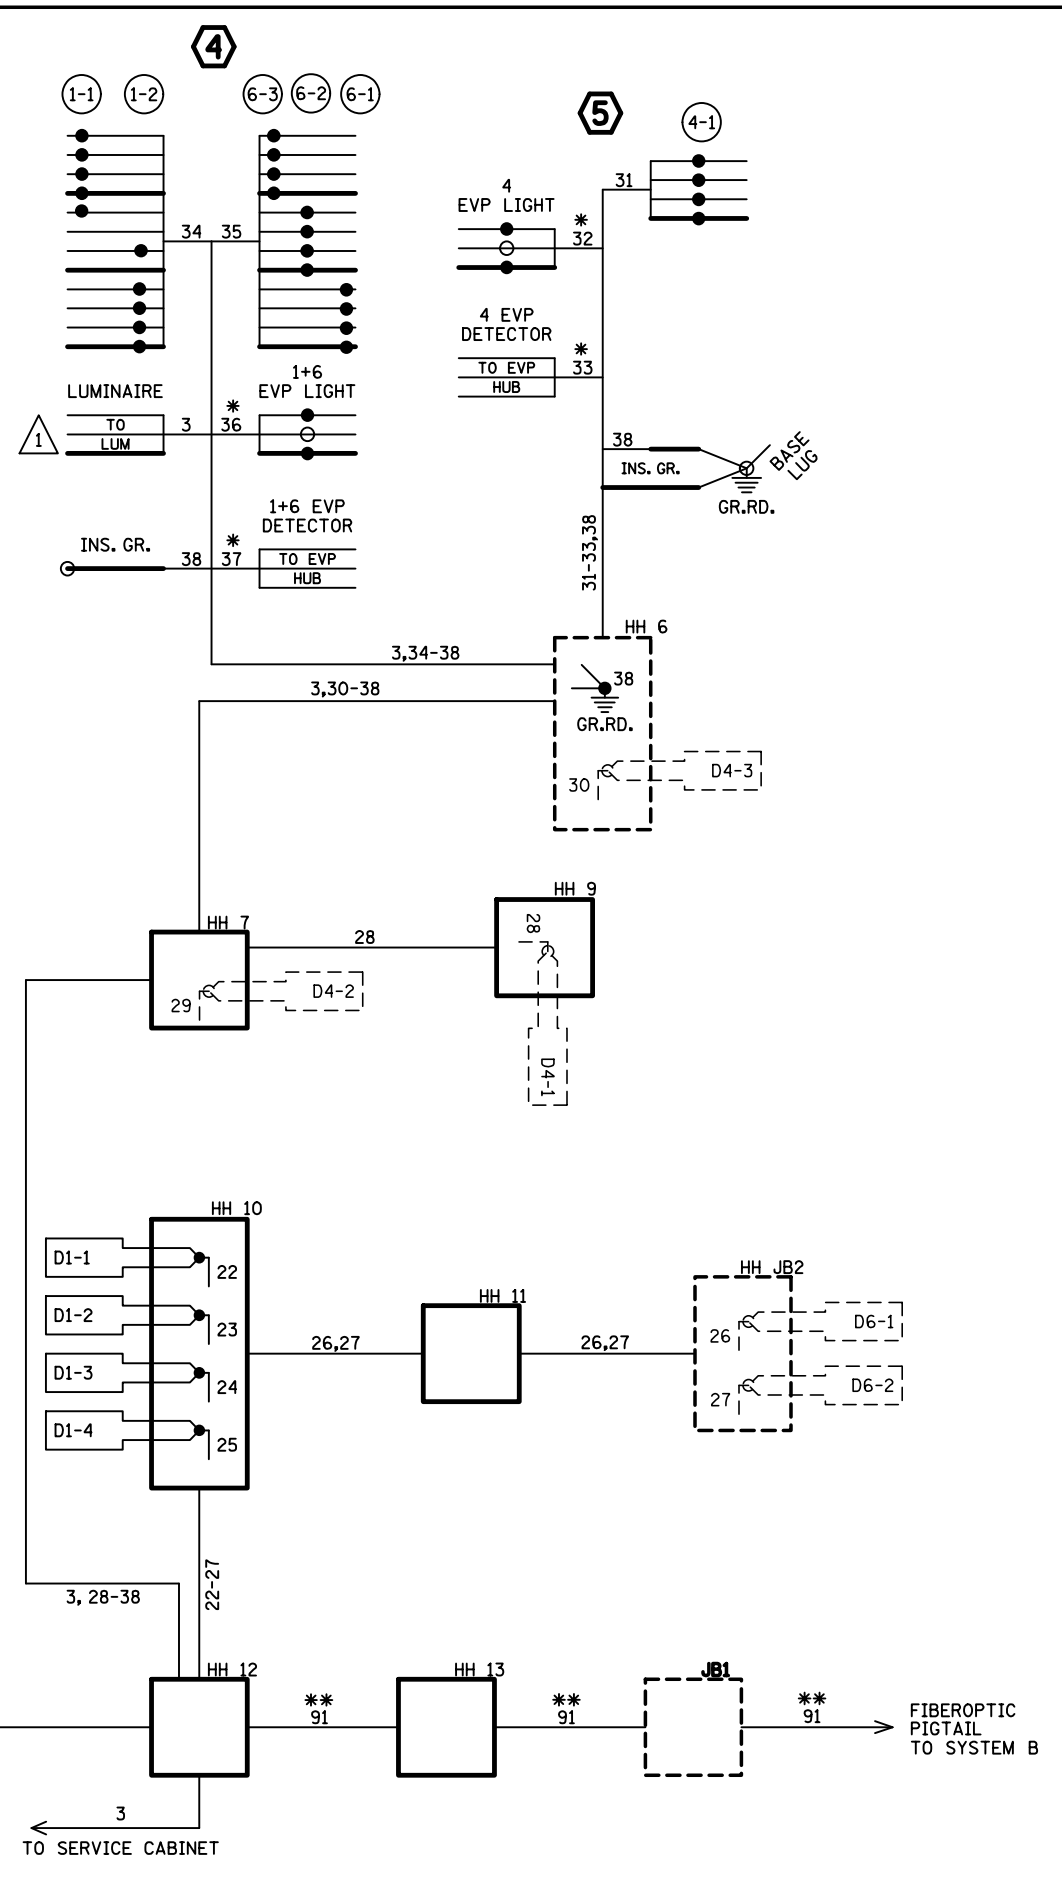 4
1-1
1-2
6-3
6-2
6-1
5
4-1
31
4
EVP LIGHT
*
32
34
35
4 EVP
DETECTOR
*
33
TO EVP
HUB
LUMINAIRE
1+6
EVP LIGHT
1
TO
LUM
3
*
36
38
INS. GR.
BASE
LUG
GR.RD.
INS. GR.
38
*
37
1+6 EVP
DETECTOR
TO EVP
HUB
31-33,38
HH 6
3,34-38
3,30-38
38
GR.RD.
30
D4-3
HH 7
28
HH 9
28
29
D4-2
D4-1
HH 10
D1-1
22
D1-2
23
D1-3
24
D1-4
25
26,27
HH 11
26,27
HH JB2
26
D6-1
27
D6-2
22-27
3, 28-38
HH 12
**
91
HH 13
**
91
JB1
**
91
FIBEROPTIC
PIGTAIL
TO SYSTEM B
3
TO SERVICE CABINET